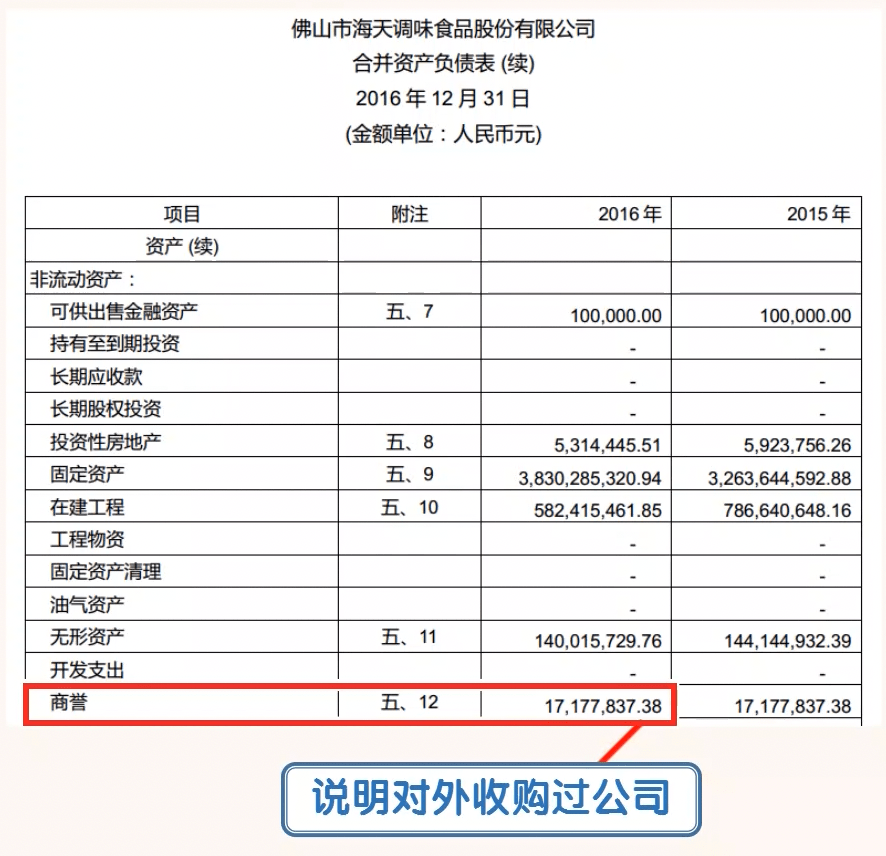 佛山市海天调味食品股份有限公司
合并资产负债表 (续)
2016 年 12 月 31 日
(金额单位：人民币元)
项目 附注 2016 年 2015 年
资产 (续)
非流动资产：
可供出售金融资产 五、7 100,000.00 100,000.00
持有至到期投资 - -
长期应收款 - -
长期股权投资 - -
投资性房地产 五、8 5,314,445.51 5,923,756.26
固定资产 五、9 3,830,285,320.94 3,263,644,592.88
在建工程 五、10 582,415,461.85 786,640,648.16
工程物资 - -
固定资产清理 - -
油气资产 - -
无形资产 五、11 140,015,729.76 144,144,932.39
开发支出 - -
商誉 五、12 17,177,837.38 17,177,837.38
说明对外收购过公司